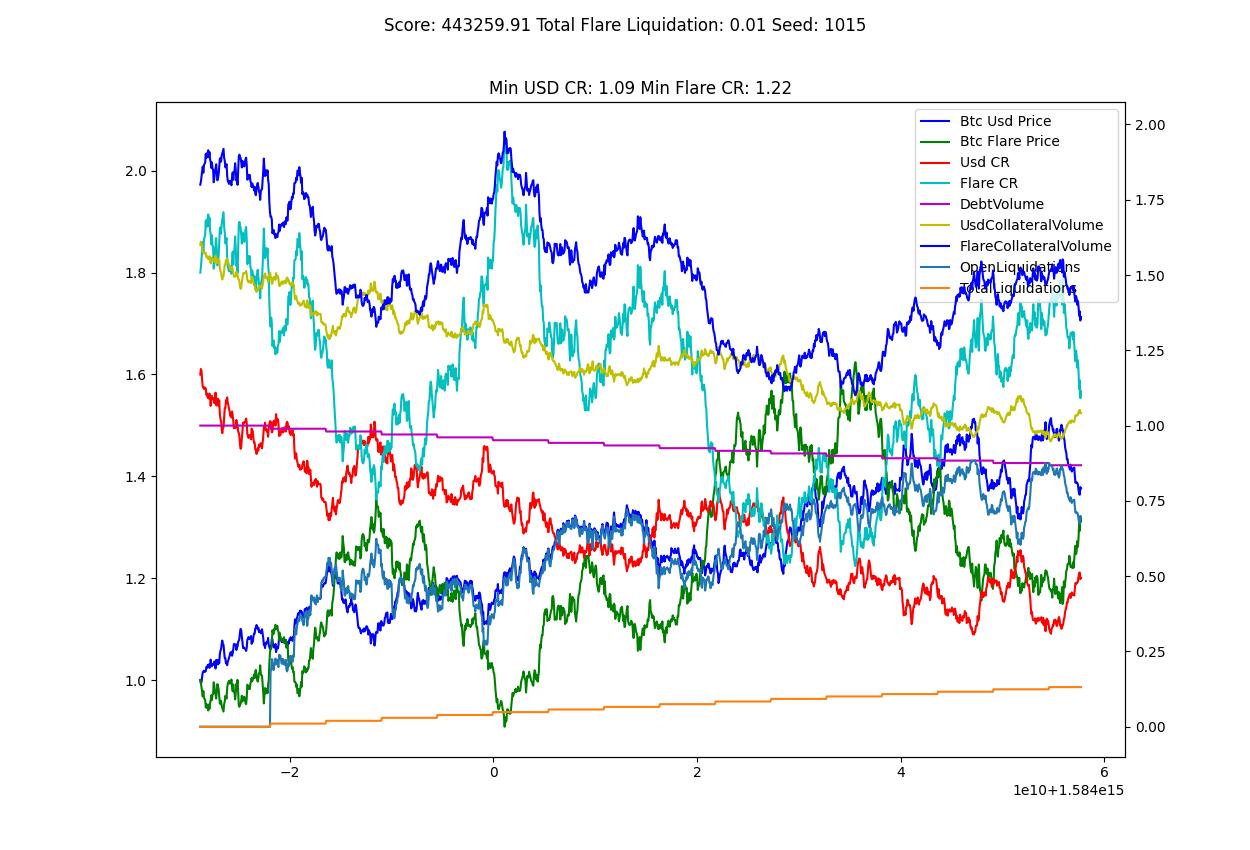 Score: 443259.91 Total Flare Liquidation: 0.01 Seed: 1015
Min USD CR: 1.09 Min Flare CR: 1.22
Btc Usd Price
Btc Flare Price
Usd CR
Flare CR
DebtVolume
UsdCollateralVolume
FlareCollateralVolume
OpenLiquidations
TotalLiquidations
2.0
1.8
1.6
1.4
1.2
1.0
2.00
1.75
1.50
1.25
1.00
0.75
0.50
0.25
0.00
−2
0
2
4
6
1e10+1.584e15